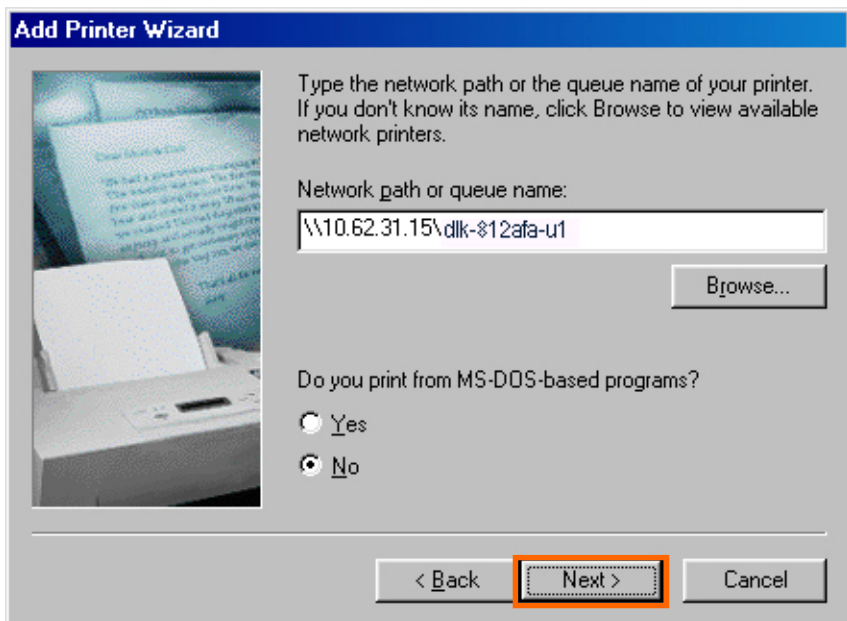 Add Printer Wizard
Type the network path or the queue name of your printer.
If you don't know its name, click Browse to view available
network printers.
Network path or queue name:
\\10.62.31.15\dlk-812afa-u1
Browse...
Do you print from MS-DOS-based programs?
Yes
No
< Back
Next >
Cancel